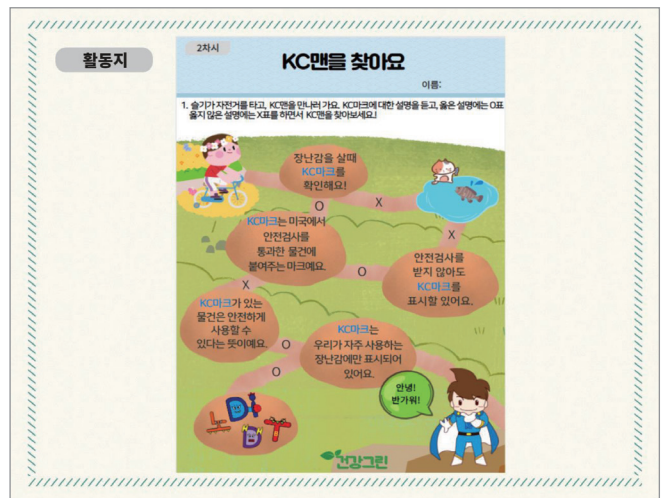 활동지
2차시
KC맨을 찾아요
이름:
1. 슬기가 자전거를 타고, KC맨을 만나러 가요. KC마크에 대한 설명을 듣고, 옳은 설명에는 O표
옳지 않은 설명에는 X표를 하면서 KC맨을 찾아보세요!
장난감을 살때
KC마크를
확인해요!
O
X
KC마크는 미국에서
안전검사를
통과한 물건에
붙여주는 마크예요.
X
O
안전검사를
받지 않아도
KC마크를
표시할 있어요.
X
KC마크가 있는
물건은 안전하게
사용할 수
있다는 뜻이예요.
O
O
KC마크는
우리가 자주 사용하는
장난감에만 표시되어
있어요.
안녕!
반가워!
건강그린